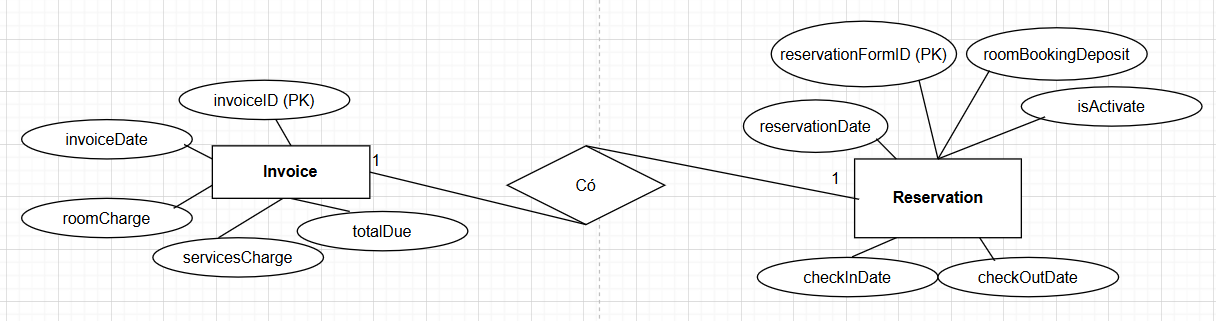 reservationFormID (PK)
roomBookingDeposit
invoiceID (PK)
isActivate
invoiceDate
reservationDate
Invoice
1
1
Có
Reservation
roomCharge
totalDue
servicesCharge
checkInDate
checkOutDate